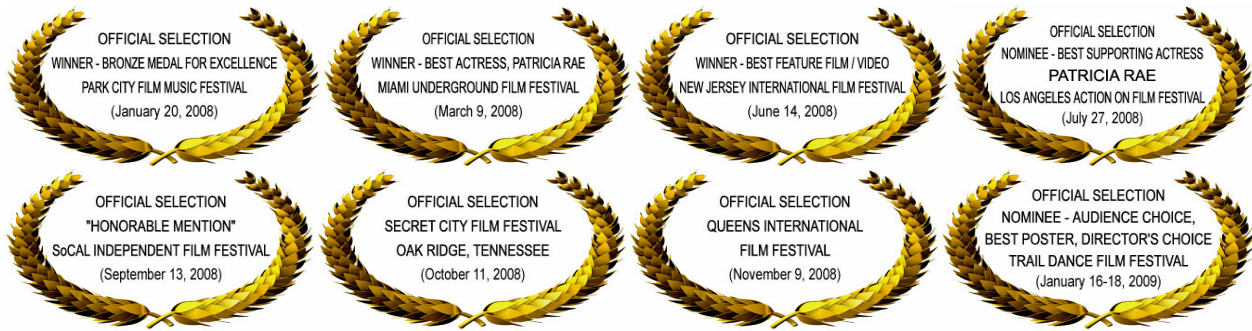 OFFICIAL SELECTION
WINNER - BRONZE MEDAL FOR EXCELLENCE
PARK CITY FILM MUSIC FESTIVAL
(January 20, 2008)
OFFICIAL SELECTION
WINNER - BEST ACTRESS, PATRICIA RAE
MIAMI UNDERGROUND FILM FESTIVAL
(March 9, 2008)
OFFICIAL SELECTION
WINNER - BEST FEATURE FILM / VIDEO
NEW JERSEY INTERNATIONAL FILM FESTIVAL
(June 14, 2008)
OFFICIAL SELECTION
NOMINEE - BEST SUPPORTING ACTRESS
PATRICIA RAE
LOS ANGELES ACTION ON FILM FESTIVAL
(July 27, 2008)
OFFICIAL SELECTION
"HONORABLE MENTION"
SoCAL INDEPENDENT FILM FESTIVAL
(September 13, 2008)
OFFICIAL SELECTION
SECRET CITY FILM FESTIVAL
OAK RIDGE, TENNESSEE
(October 11, 2008)
OFFICIAL SELECTION
QUEENS INTERNATIONAL
FILM FESTIVAL
(November 9, 2008)
OFFICIAL SELECTION
NOMINEE - AUDIENCE CHOICE,
BEST POSTER, DIRECTOR'S CHOICE
TRAIL DANCE FILM FESTIVAL
(January 16-18, 2009)